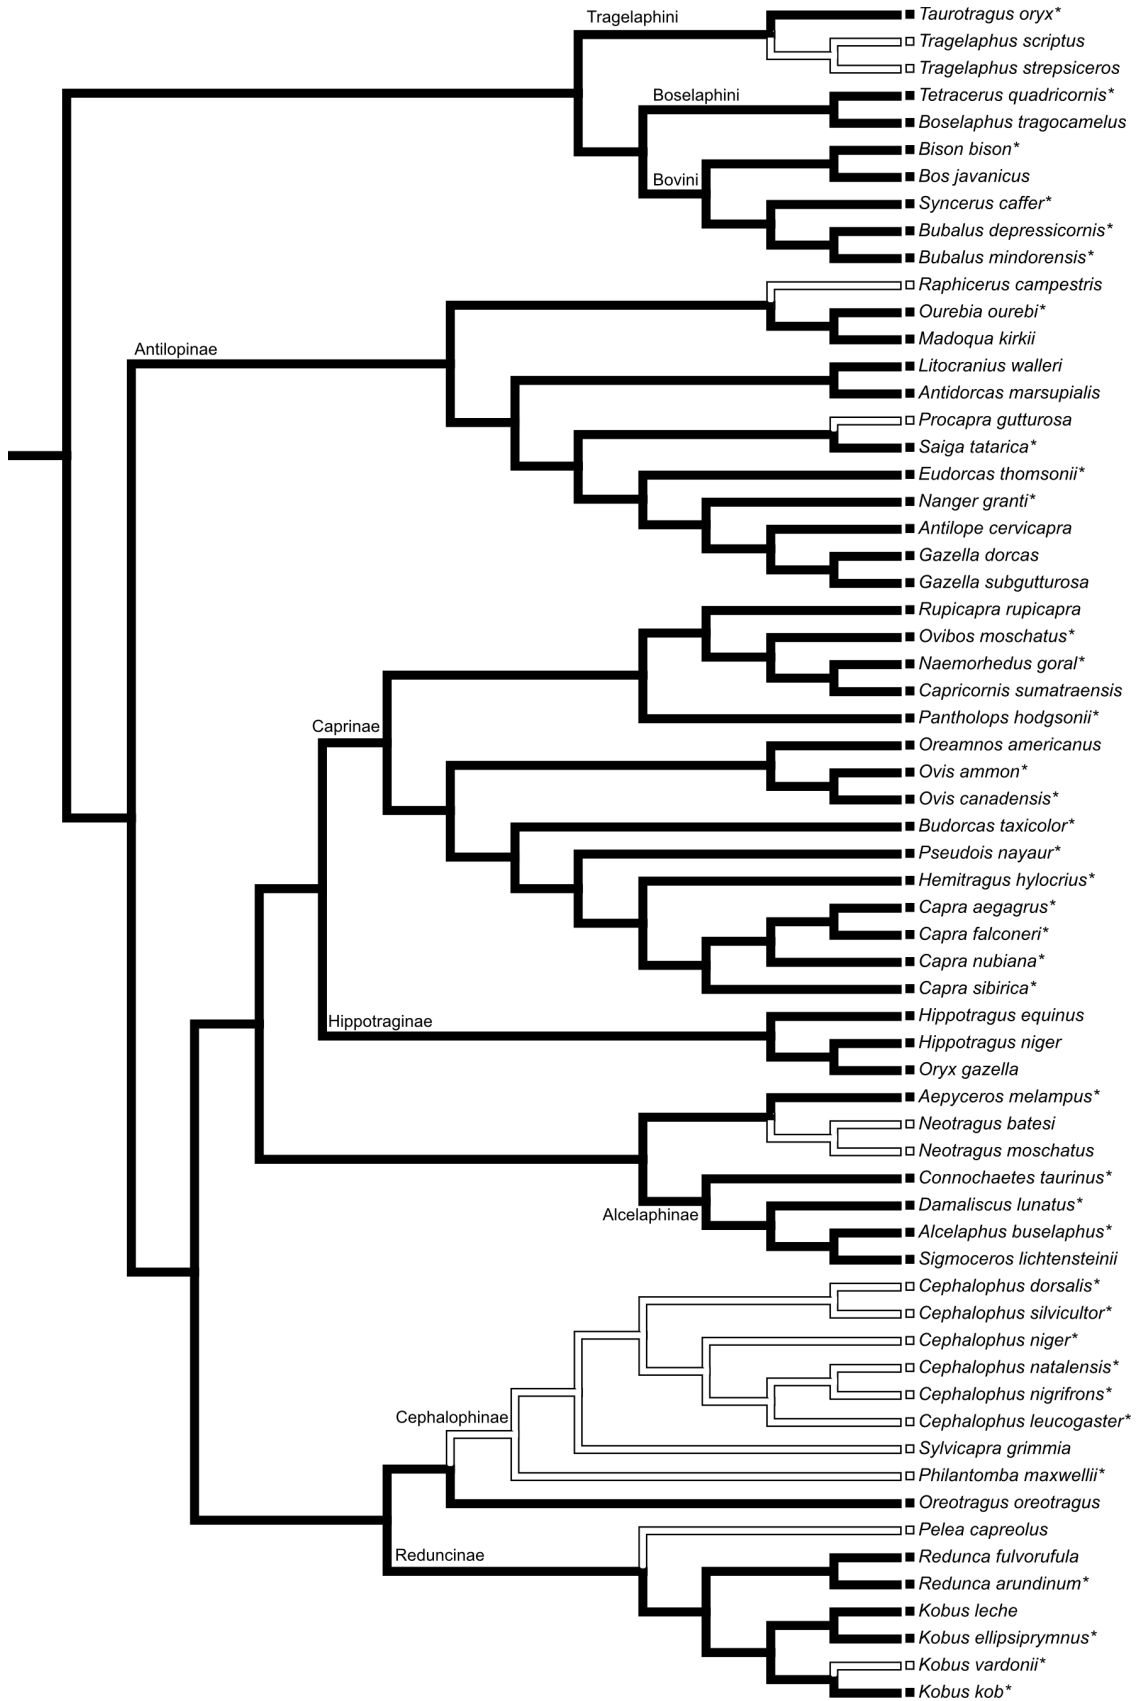 Tragelaphini
Taurotragus oryx*
Tragelaphus scriptus
Tragelaphus strepsiceros
Boselaphini
Tetracerus quadricornis*
Boselaphus tragocamelus
Bison bison*
Bovini
Bos javanicus
Syncerus caffer*
Bubalus depressicornis*
Bubalus mindorensis*
Raphicerus campestris
Ourebia ourebi*
Madoqua kirkii
Antilopinae
Litocranius walleri
Antidorcas marsupialis
Procapra gutturosa
Saiga tatarica*
Eudorcas thomsonii*
Nanger granti*
Antilope cervicapra
Gazella dorcas
Gazella subgutturosa
Rupicapra rupicapra
Ovibos moschatus*
Naemorhedus goral*
Capricornis sumatraensis
Pantholops hodgsonii*
Caprinae
Oreamnos americanus
Ovis ammon*
Ovis canadensis*
Budorcas taxicolor*
Pseudois nayaur*
Hemitragus hylocrius*
Capra aegagrus*
Capra falconeri*
Capra nubiana*
Capra sibirica*
Hippotraginae
Hippotragus equinus
Hippotragus niger
Oryx gazella
Aepyceros melampus*
Neotragus batesi
Neotragus moschatus
Connochaetes taurinus*
Damaliscus lunatus*
Alcelaphinae
Alcelaphus buselaphus*
Sigmoceros lichtensteinii
Cephalophus dorsalis*
Cephalophus silvicultor*
Cephalophus niger*
Cephalophus natalensis*
Cephalophus nigrifrons*
Cephalophinae
Cephalophus leucogaster*
Sylvicapra grimmia
Philantomba maxwellii*
Oreotragus oreotragus
Pelea capreolus
Reduncinae
Redunca fulvorufula
Redunca arundinum*
Kobus leche
Kobus ellipsiprymnus*
Kobus vardonii*
Kobus kob*